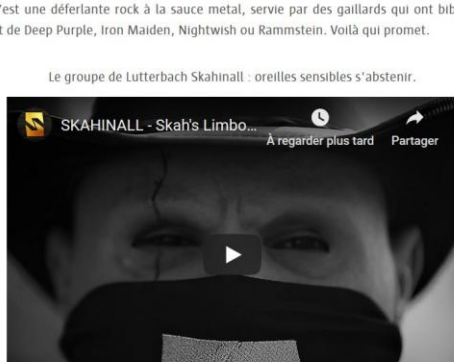 'est une déferlante rock à la sauce metal, servie par des gaillards qui ont bib
t de Deep Purple, Iron Maiden, Nightwish ou Rammstein. Voilà qui promet.
Le groupe de Lutterbach Skahinall : oreilles sensibles s'abstenir.
SKAHINALL - Skah's Limbo...
À regarder plus tard
Partager